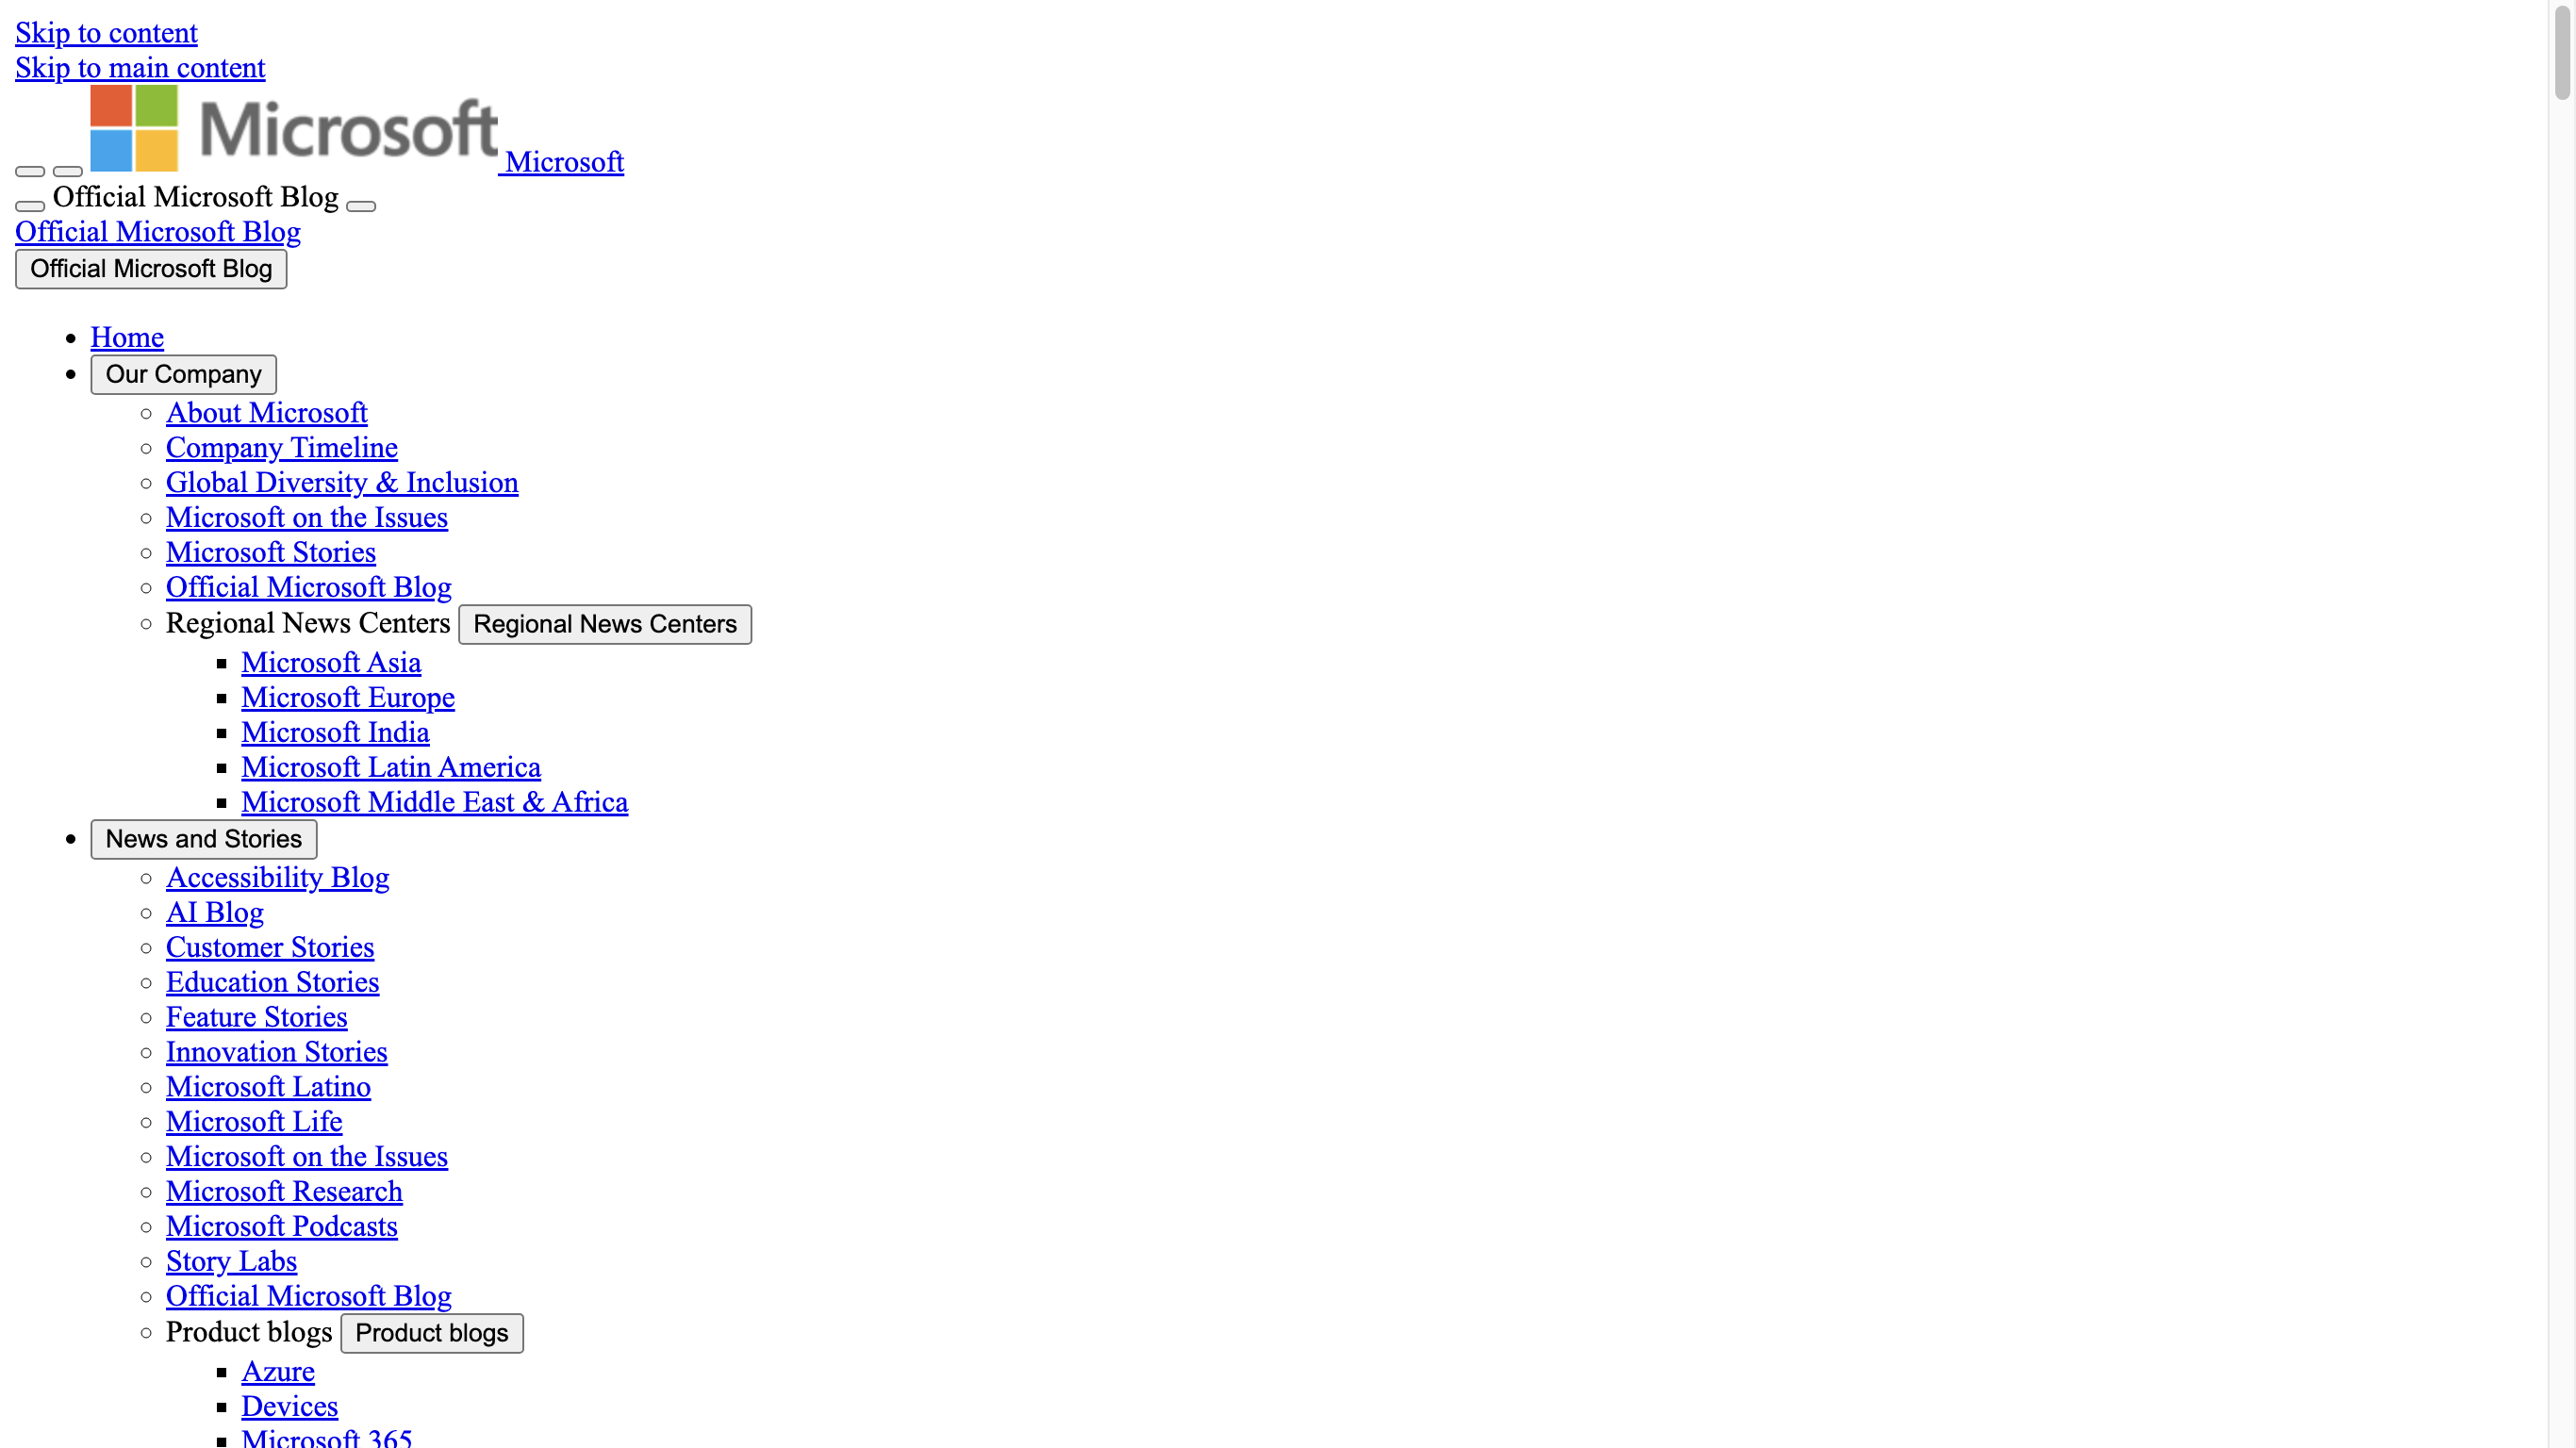 Skip to content
Skip to main content
Microsoft Microsoft
Official Microsoft Blog
Official Microsoft Blog
Official Microsoft Blog
Home
Our Company
About Microsoft
Company Timeline
Global Diversity & Inclusion
Microsoft on the Issues
Microsoft Stories
Official Microsoft Blog
Regional News Centers Regional News Centers
Microsoft Asia
Microsoft Europe
Microsoft India
Microsoft Latin America
Microsoft Middle East & Africa
News and Stories
Accessibility Blog
AI Blog
Customer Stories
Education Stories
Feature Stories
Innovation Stories
Microsoft Latino
Microsoft Life
Microsoft on the Issues
Microsoft Research
Microsoft Podcasts
Story Labs
Official Microsoft Blog
Product blogs Product blogs
Azure
Devices
Microsoft 365